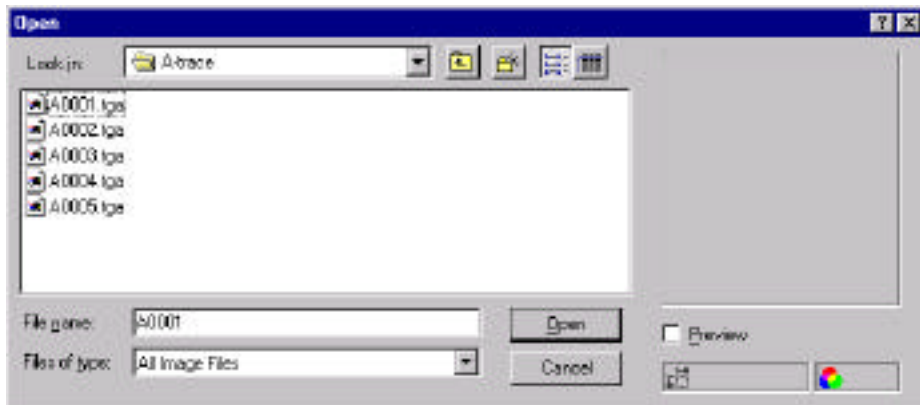 Open
Look in:
A-trace
A0001.tga
A0002.tga
A0003.tga
A0004.tga
A0005.tga
File name:
A0001
Open
Files of type:
All Image Files
Cancel
Preview